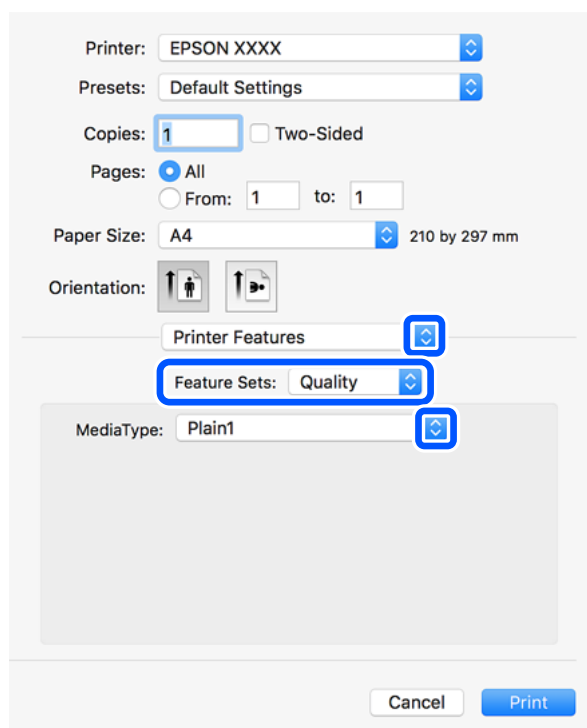 Printer: EPSON XXXX
Presets: Default Settings
Copies: 1 Two-Sided
Pages: All
From: 1 to: 1
Paper Size: A4 210 by 297 mm
Orientation:
Printer Features
Feature Sets: Quality
MediaType: Plain1
Cancel Print